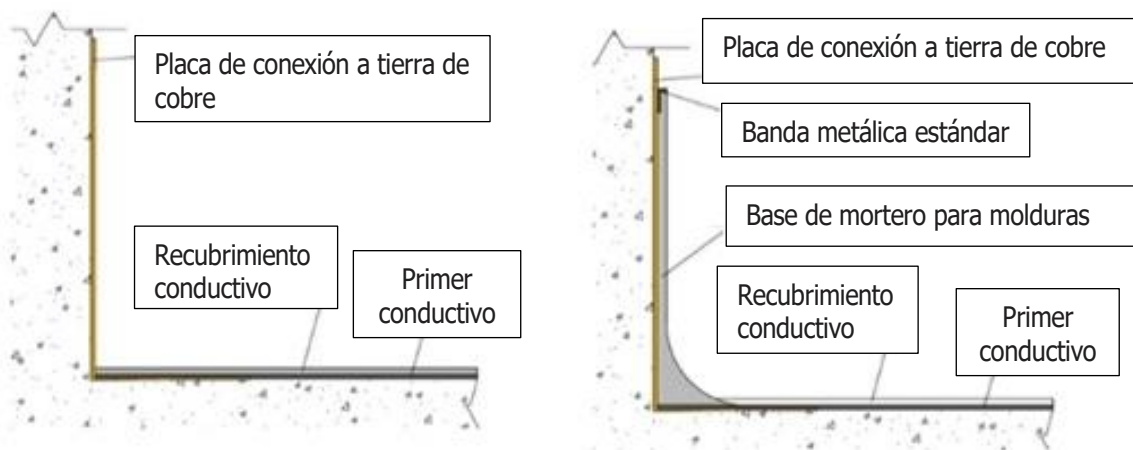 Placa de conexión a tierra de
cobre
Recubrimiento
conductivo
Primer
conductivo
Placa de conexión a tierra de cobre
Banda metálica estándar
Base de mortero para molduras
Recubrimiento
conductivo
Primer
conductivo